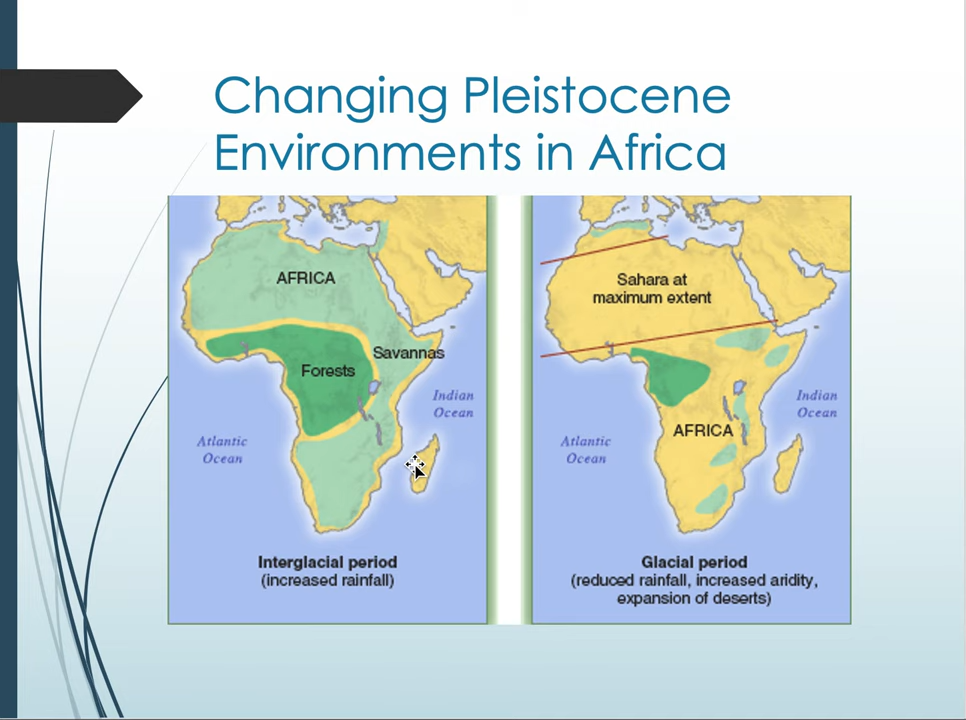 Changing Pleistocene
Environments in Africa
AFRICA
Savannas
Forests
Indian
Ocean
Atlantic
Ocean
Interglacial period
(increased rainfall)
Sahara at
maximum extent
Indian
Ocean
AFRICA
Atlantic
Ocean
Glacial period
(reduced rainfall, increased aridity,
expansion of deserts)